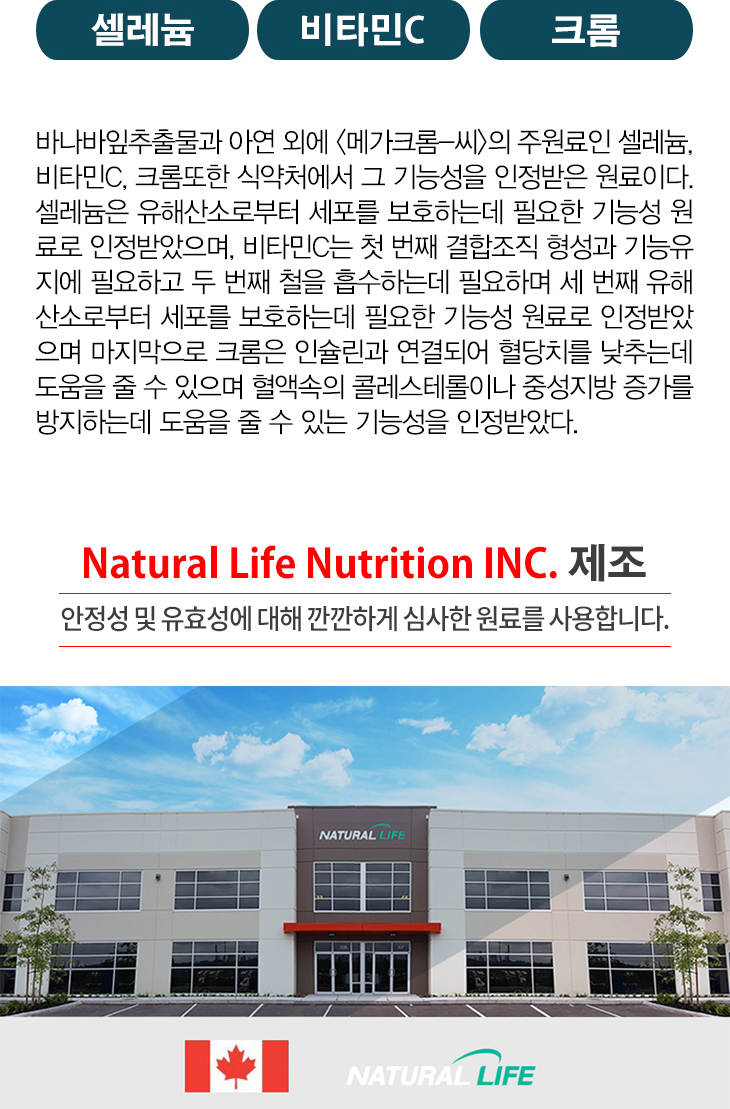 셀레늄 비타민C 크롬
바나바잎추출물과 아연 외에 <메가크롬-씨>의 주원료인 셀레늄,
비타민C, 크롬또한 식약처에서 그 기능성을 인정받은 원료이다.
셀레늄은 유해산소로부터 세포를 보호하는데 필요한 기능성 원
료로 인정받았으며, 비타민C는 첫 번째 결합조직 형성과 기능유
지에 필요하고 두 번째 철을 흡수하는데 필요하며 세 번째 유해
산소로부터 세포를 보호하는데 필요한 기능성 원료로 인정받았
으며 마지막으로 크롬은 인슐린과 연결되어 혈당치를 낮추는데
도움을 줄 수 있으며 혈액속의 콜레스테롤이나 중성지방 증가를
방지하는데 도움을 줄 수 있는 기능성을 인정받았다.
Natural Life Nutrition INC. 제조
안정성 및 유효성에 대해 깐깐하게 심사한 원료를 사용합니다.
NATURAL LIFE
NATURAL LIFE